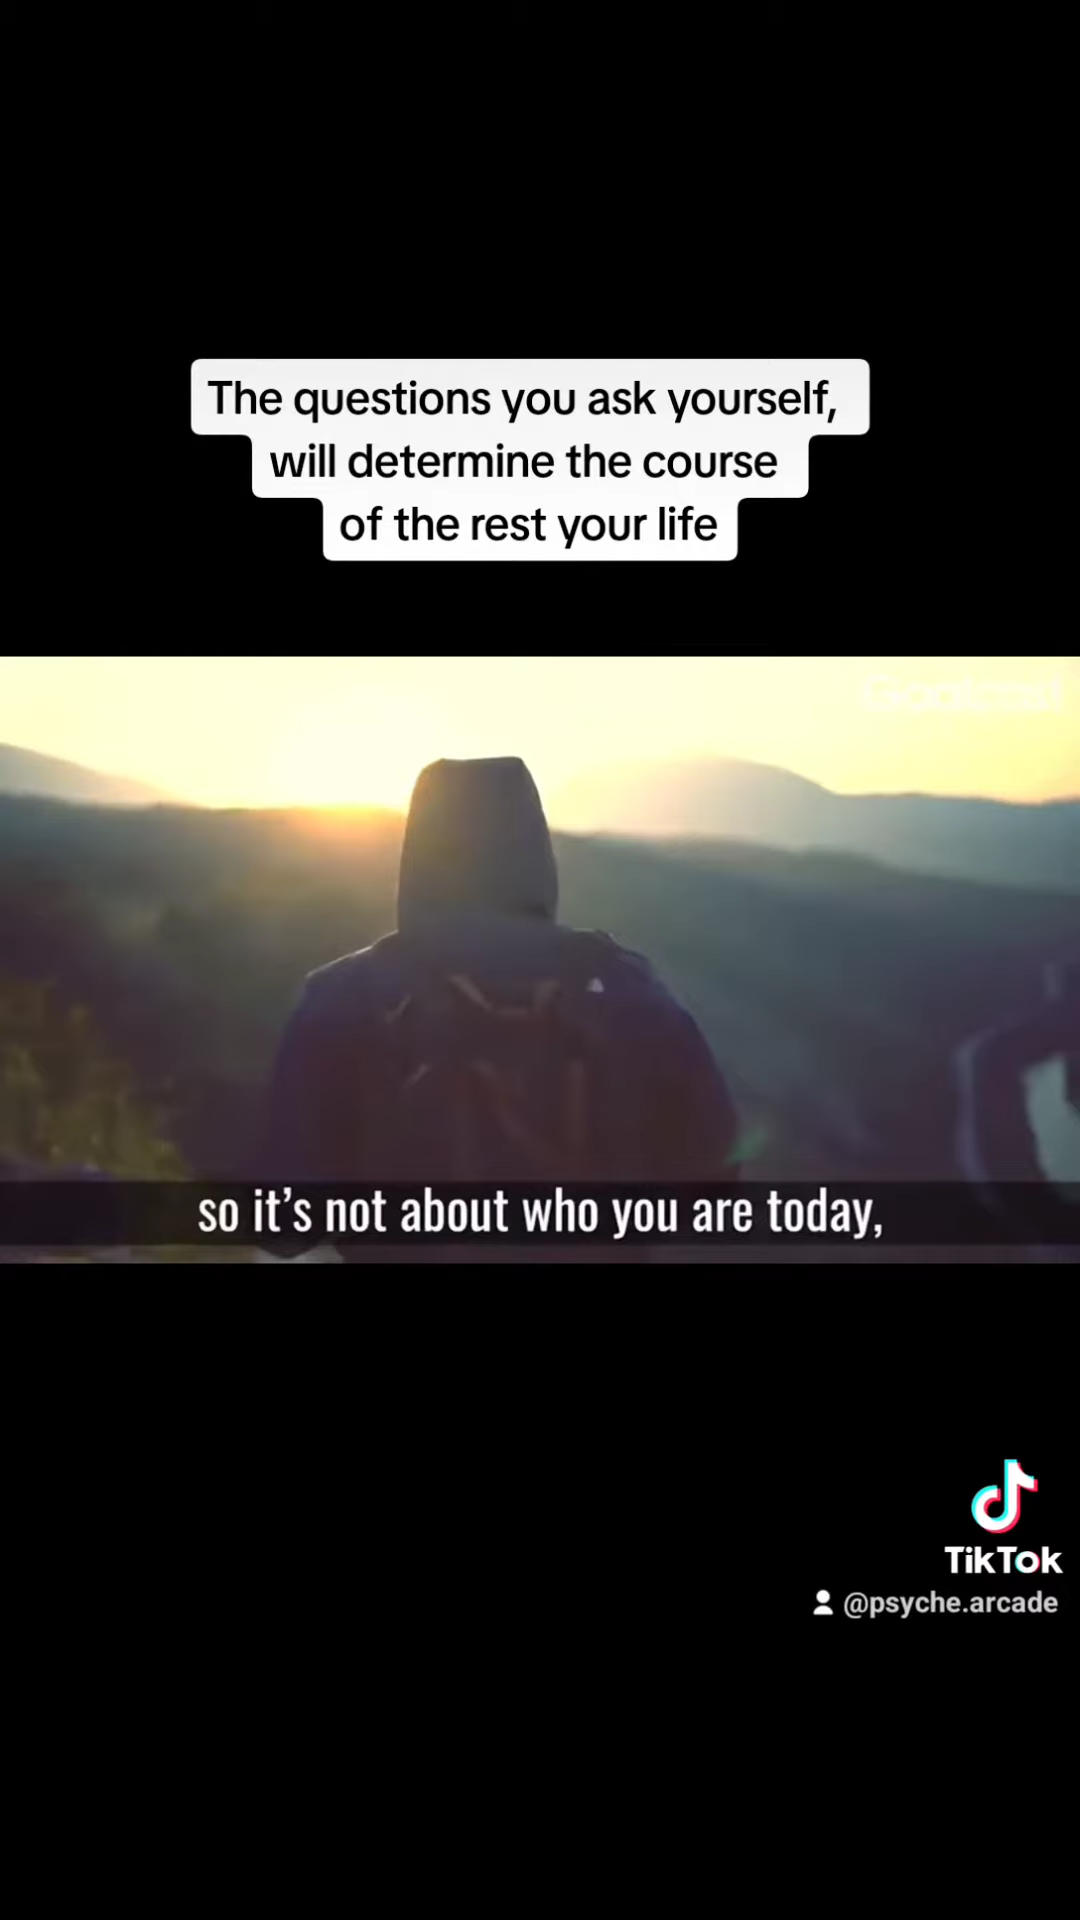 The questions you ask yourself,
will determine the course
of the rest your life
Goalcast
so it's not about who you are today,
TikTok
@psyche.arcade